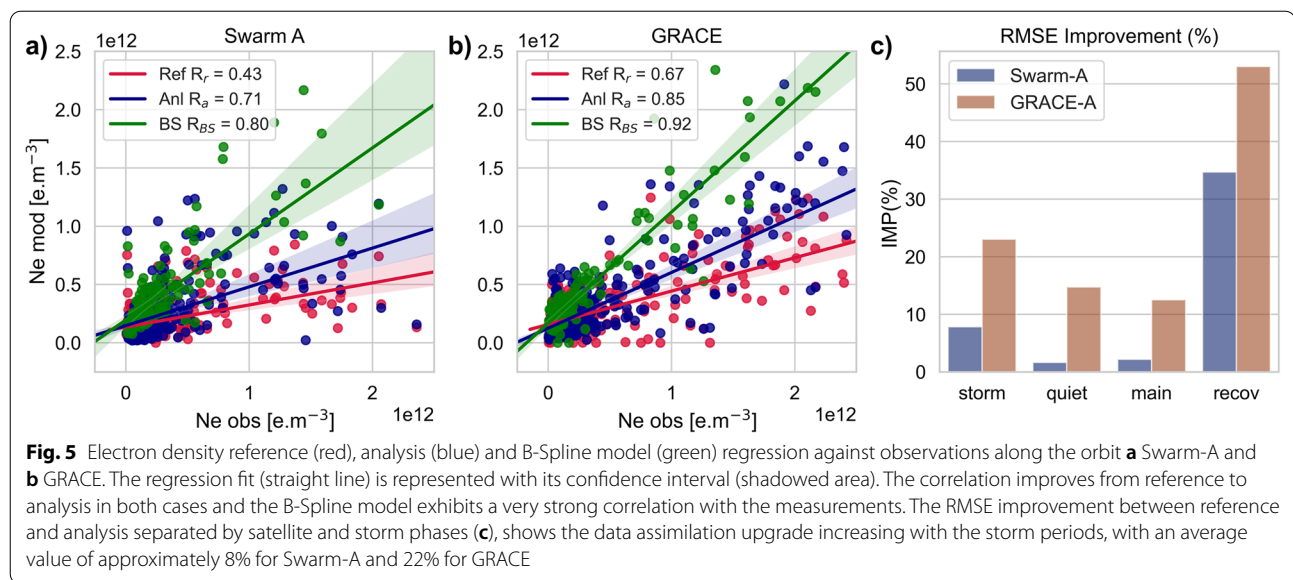 a)
Swarm A
1e12
Ne mod [e.m⁻³]
2.5
2.0
1.5
1.0
0.5
0.0
Ref Rᵣ = 0.43
Anl Rₐ = 0.71
BS R_BS = 0.80
0
1
2
Ne obs [e.m⁻³]
1e12
b)
GRACE
1e12
2.5
2.0
1.5
1.0
0.5
0.0
Ref Rᵣ = 0.67
Anl Rₐ = 0.85
BS R_BS = 0.92
0
1
2
Ne obs [e.m⁻³]
1e12
c)
RMSE Improvement (%)
IMP(%)
50
40
30
20
10
0
Swarm-A
GRACE-A
storm
quiet
main
recov
Fig. 5 Electron density reference (red), analysis (blue) and B-Spline model (green) regression against observations along the orbit a Swarm-A and
b GRACE. The regression fit (straight line) is represented with its confidence interval (shadowed area). The correlation improves from reference to
analysis in both cases and the B-Spline model exhibits a very strong correlation with the measurements. The RMSE improvement between reference
and analysis separated by satellite and storm phases (c), shows the data assimilation upgrade increasing with the storm periods, with an average
value of approximately 8% for Swarm-A and 22% for GRACE